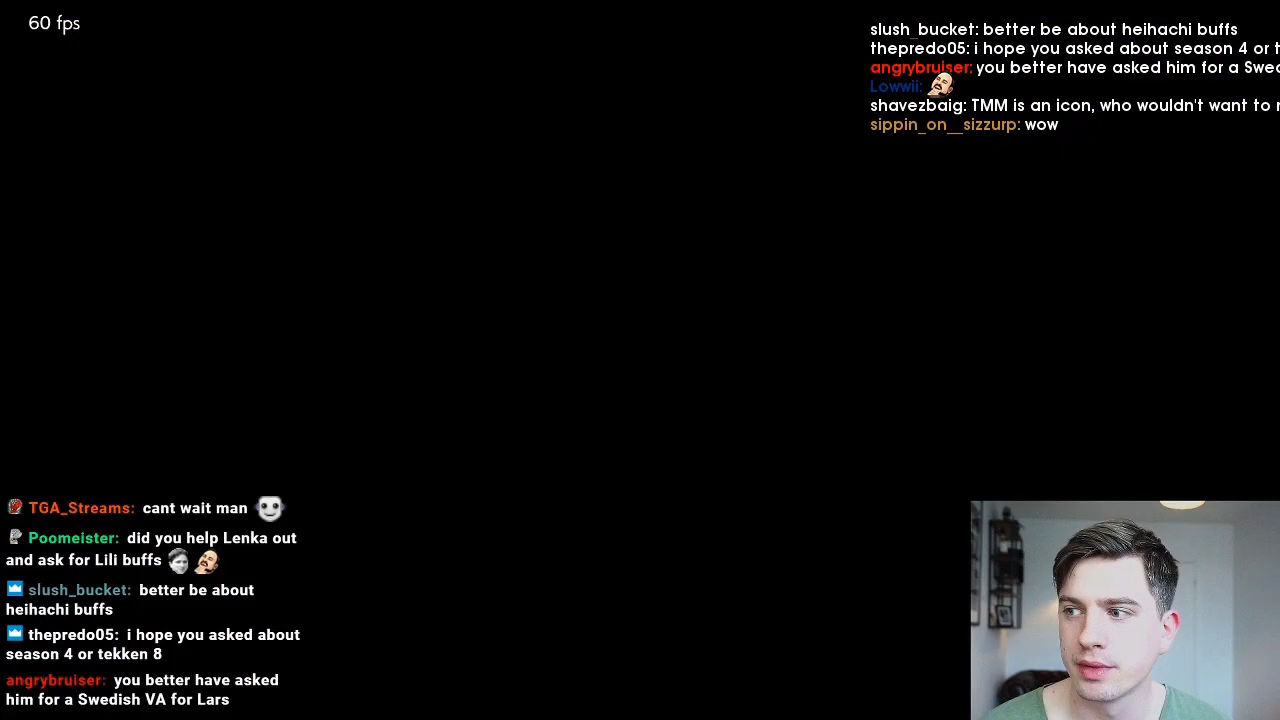 60 fps
slush_bucket: better be about heihachi buffs
thepredo05: i hope you asked about season 4 or t
angrybruiser: you better have asked him for a Swe
Lowwii:
shavezbaig: TMM is an icon, who wouldn't want to
sippin_on__sizzurp: wow
TGA_Streams: cant wait man
Poomeister: did you help Lenka out
and ask for Lili buffs
slush_bucket: better be about
heihachi buffs
thepredo05: i hope you asked about
season 4 or tekken 8
angrybruiser: you better have asked
him for a Swedish VA for Lars